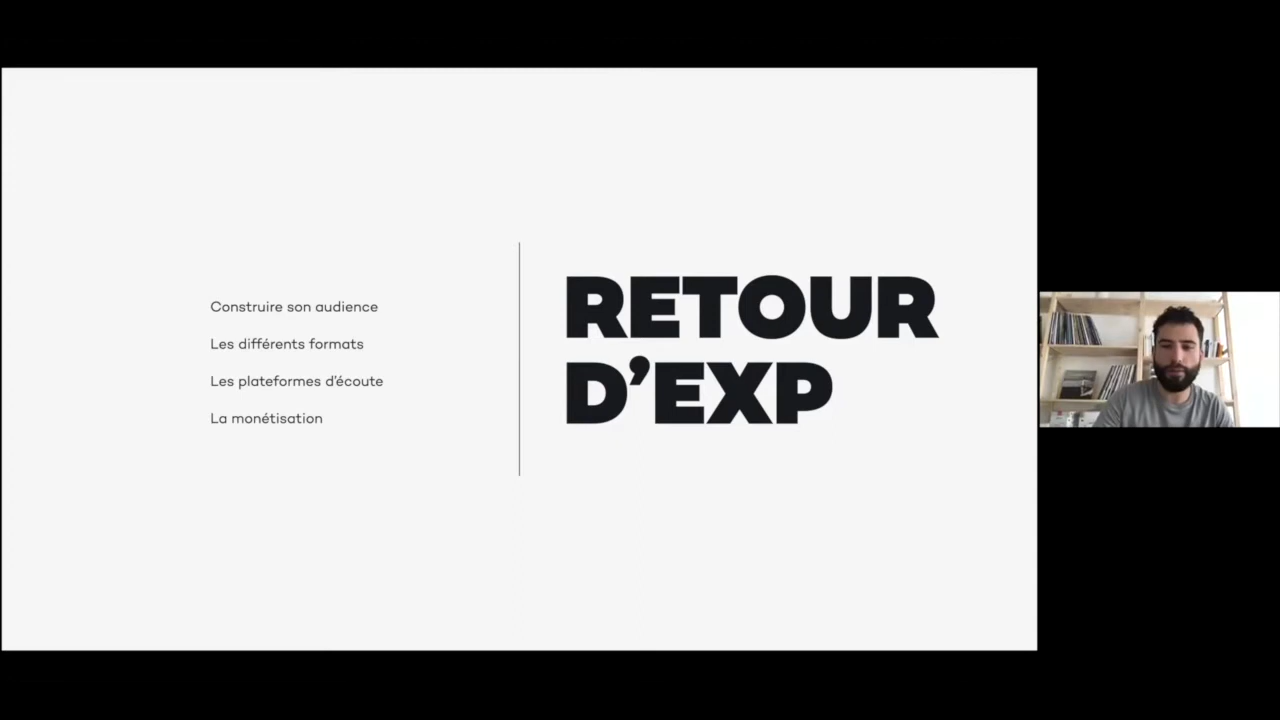 Construire son audience
Les différents formats
Les plateformes d'écoute
La monétisation
RETOUR
D'EXP